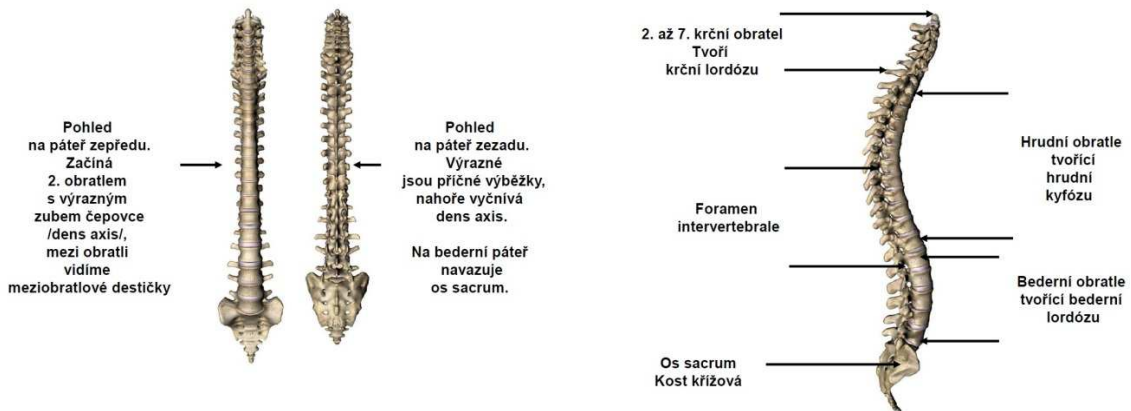 Pohled
na páteř zepředu.
Začíná
2. obratlem
s výrazným
zubem čepovce
/dens axis/,
mezi obratli
vidíme
meziobratlové destičky
Pohled
na páteř zezadu.
Výrazné
jsou příčné výběžky,
nahoře vyčnívá
dens axis.
Na bederní páteř
navazuje
os sacrum.
2. až 7. krční obratel
Tvoří
krční lordózu
Foramen
intervertebrale
Os sacrum
Kost křížová
Hrudní obratle
tvořící
hrudní
kyfózu
Bederní obratle
tvořící bederní
lordózu